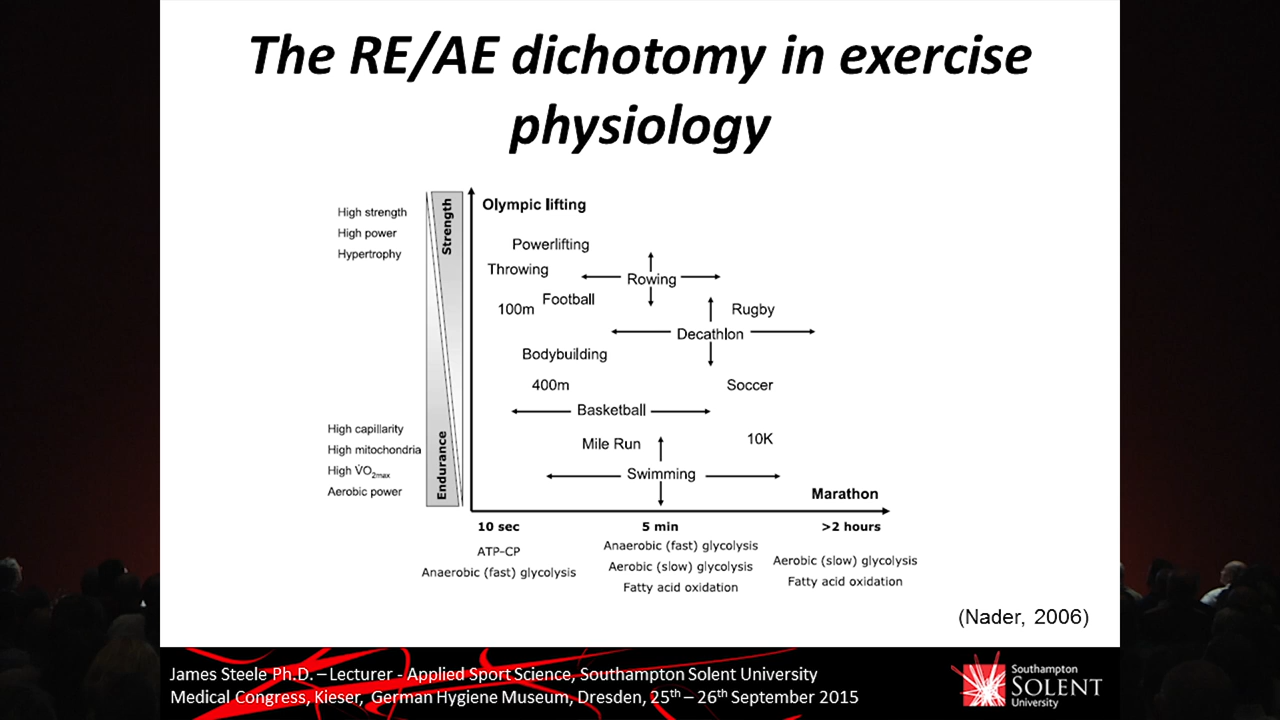 The RE/AE dichotomy in exercise
physiology
High strength
High power
Hypertrophy
Strength
Olympic lifting
Powerlifting
Throwing
Rowing
Football
100m
Rugby
Decathlon
Bodybuilding
400m
Soccer
Basketball
High capillarity
High mitochondria
High V̇O2max
Aerobic power
Endurance
Mile Run
10K
Swimming
Marathon
10 sec
5 min
>2 hours
ATP-CP
Anaerobic (fast) glycolysis
Anaerobic (fast) glycolysis
Aerobic (slow) glycolysis
Fatty acid oxidation
Aerobic (slow) glycolysis
Fatty acid oxidation
(Nader, 2006)
James Steele Ph.D. – Lecturer - Applied Sport Science, Southampton Solent University
Medical Congress, Kieser, German Hygiene Museum, Dresden, 25th – 26th September 2015
Southampton
SOLENT
University